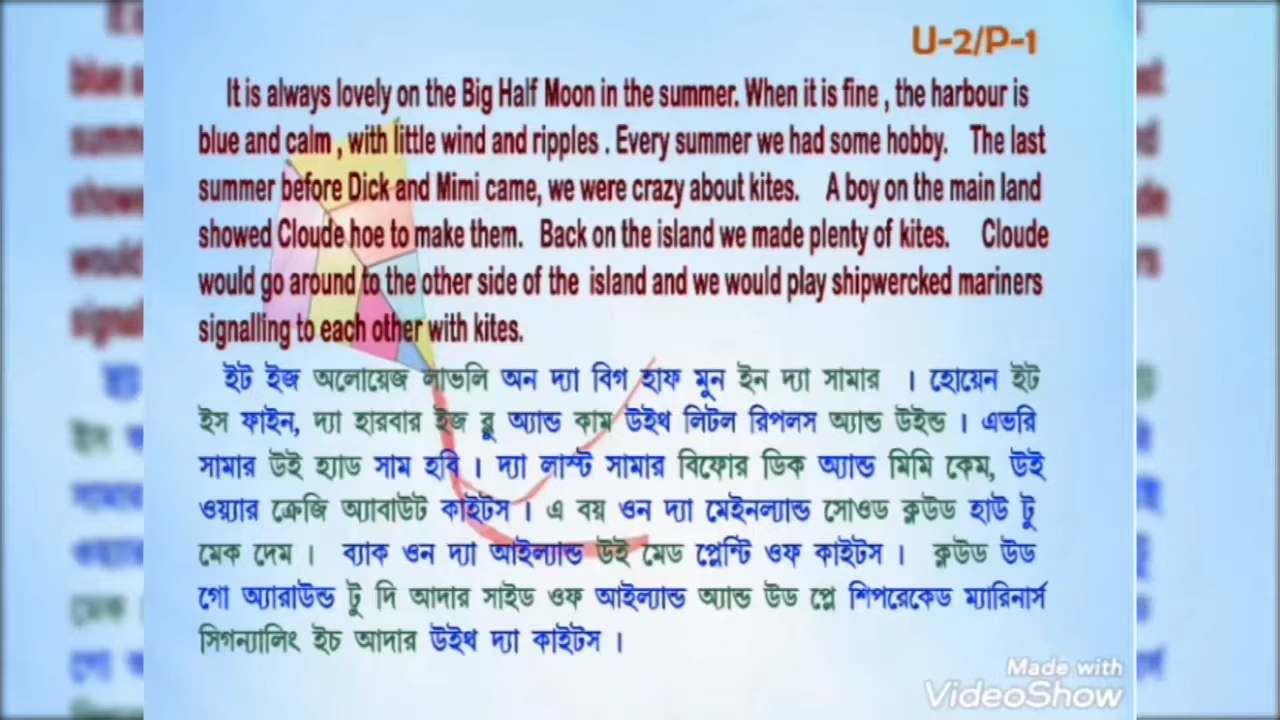 U-2/P-1
It is always lovely on the Big Half Moon in the summer. When it is fine , the harbour is
blue and calm , with little wind and ripples . Every summer we had some hobby. The last
summer before Dick and Mimi came, we were crazy about kites. A boy on the main land
showed Cloude hoe to make them. Back on the island we made plenty of kites. Cloude
would go around to the other side of the island and we would play shipwercked mariners
signalling to each other with kites.
ইট ইজ অলোয়েজ লাভলি অন দ্যা বিগ হাফ মুন ইন দ্যা সামার । হোয়েন ইট
ইস ফাইন, দ্যা হারবার ইজ ব্লু অ্যান্ড কাম উইথ লিটল রিপলস অ্যান্ড উইন্ড । এভরি
সামার উই হ্যাড সাম হবি । দ্যা লাস্ট সামার বিফোর ডিক অ্যান্ড মিমি কেম, উই
ওয়্যার ক্রেজি অ্যাবাউট কাইটস । এ বয় ওন দ্যা মেইনল্যান্ড সোওড ক্লউড হাউ টু
মেক দেম । ব্যাক ওন দ্যা আইল্যান্ড উই মেড প্লেন্টি ওফ কাইটস । ক্লউড উড
গো অ্যারাউন্ড টু দি আদার সাইড ওফ আইল্যান্ড অ্যান্ড উড প্লে শিপরেকেড ম্যারিনার্স
সিগন্যালিং ইচ আদার উইথ দ্যা কাইটস ।
Made with
VideoShow